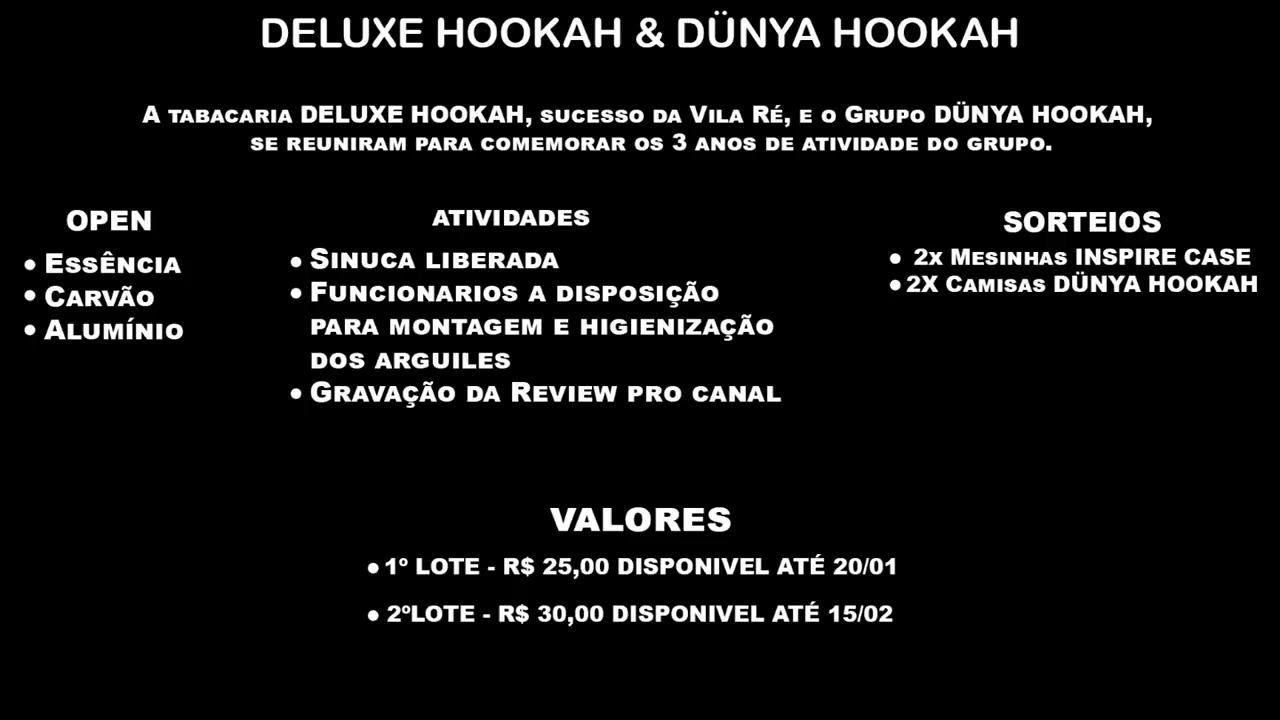 DELUXE HOOKAH & DÜNYA HOOKAH
A TABACARIA DELUXE HOOKAH, SUCESSO DA VILA RÉ, E O GRUPO DÜNYA HOOKAH,
SE REUNIRAM PARA COMEMORAR OS 3 ANOS DE ATIVIDADE DO GRUPO.
OPEN
• ESSÊNCIA
• CARVÃO
• ALUMÍNIO
ATIVIDADES
• SINUCA LIBERADA
• FUNCIONARIOS A DISPOSIÇÃO
PARA MONTAGEM E HIGIENIZAÇÃO
DOS ARGUILES
• GRAVAÇÃO DA REVIEW PRO CANAL
SORTEIOS
• 2X MESINHAS INSPIRE CASE
• 2X CAMISAS DÜNYA HOOKAH
VALORES
• 1º LOTE - R$ 25,00 DISPONIVEL ATÉ 20/01
• 2ºLOTE - R$ 30,00 DISPONIVEL ATÉ 15/02